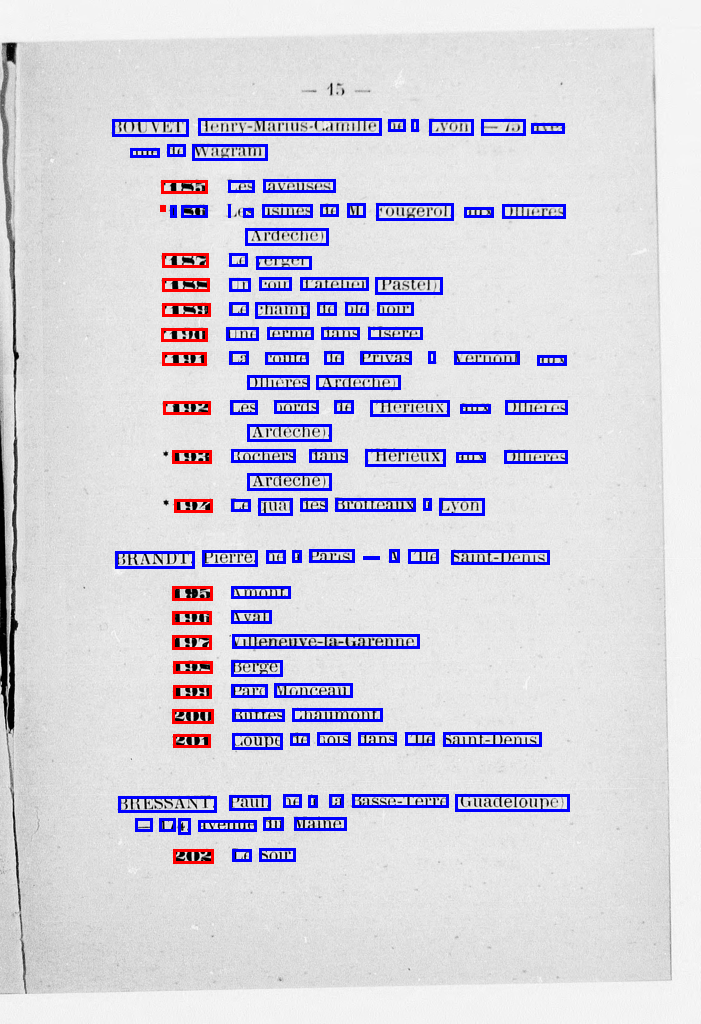 — 45 —
BOUVET, Henry-Marius-Camille né à Lyon — 75 ave-
nue de Wagram.
*185 Les laveuses.
*186 Les usines de M. Fougerol, aux Ollières
(Ardèche).
*187 Le verger.
*188 Un coin d'atelier (Pastel).
*189 Le champ de blé noir.
*190 Une ferme dans l'Isère.
*191 La route de Privas à Vernoux aux
Ollières (Ardèche).
*192 Les bords de l'Hérieux, aux Ollières
(Ardèche).
*193 Rochers dans l'Hérieux, aux Ollières
(Ardèche).
*194 Le quai des Brotteaux à Lyon.
BRANDT, Pierre, né à Paris. — A l'Ile Saint-Denis.
195 Amont.
196 Aval.
197 Villeneuve-la-Garenne.
198 Berge.
199 Parc Monceau.
200 Buttes Chaumont.
201 Coupe de bois dans l'Ile Saint-Denis.
BRESSANT, Paul, né à la Basse-Terre (Guadeloupe).
— 174, avenue du Maine.
202 Le Soir.